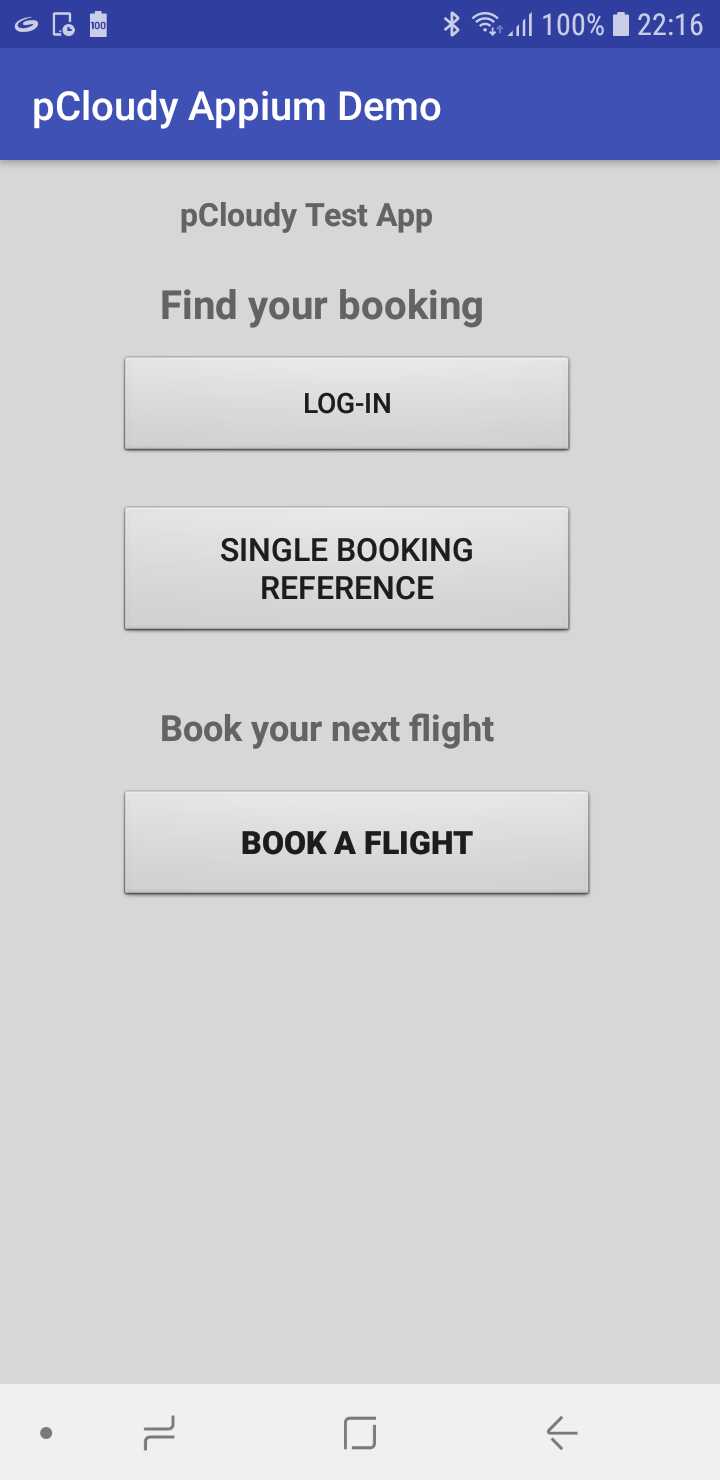 100 100% 22:16
pCloudy Appium Demo
pCloudy Test App
Find your booking
LOG-IN
SINGLE BOOKING
REFERENCE
Book your next flight
BOOK A FLIGHT